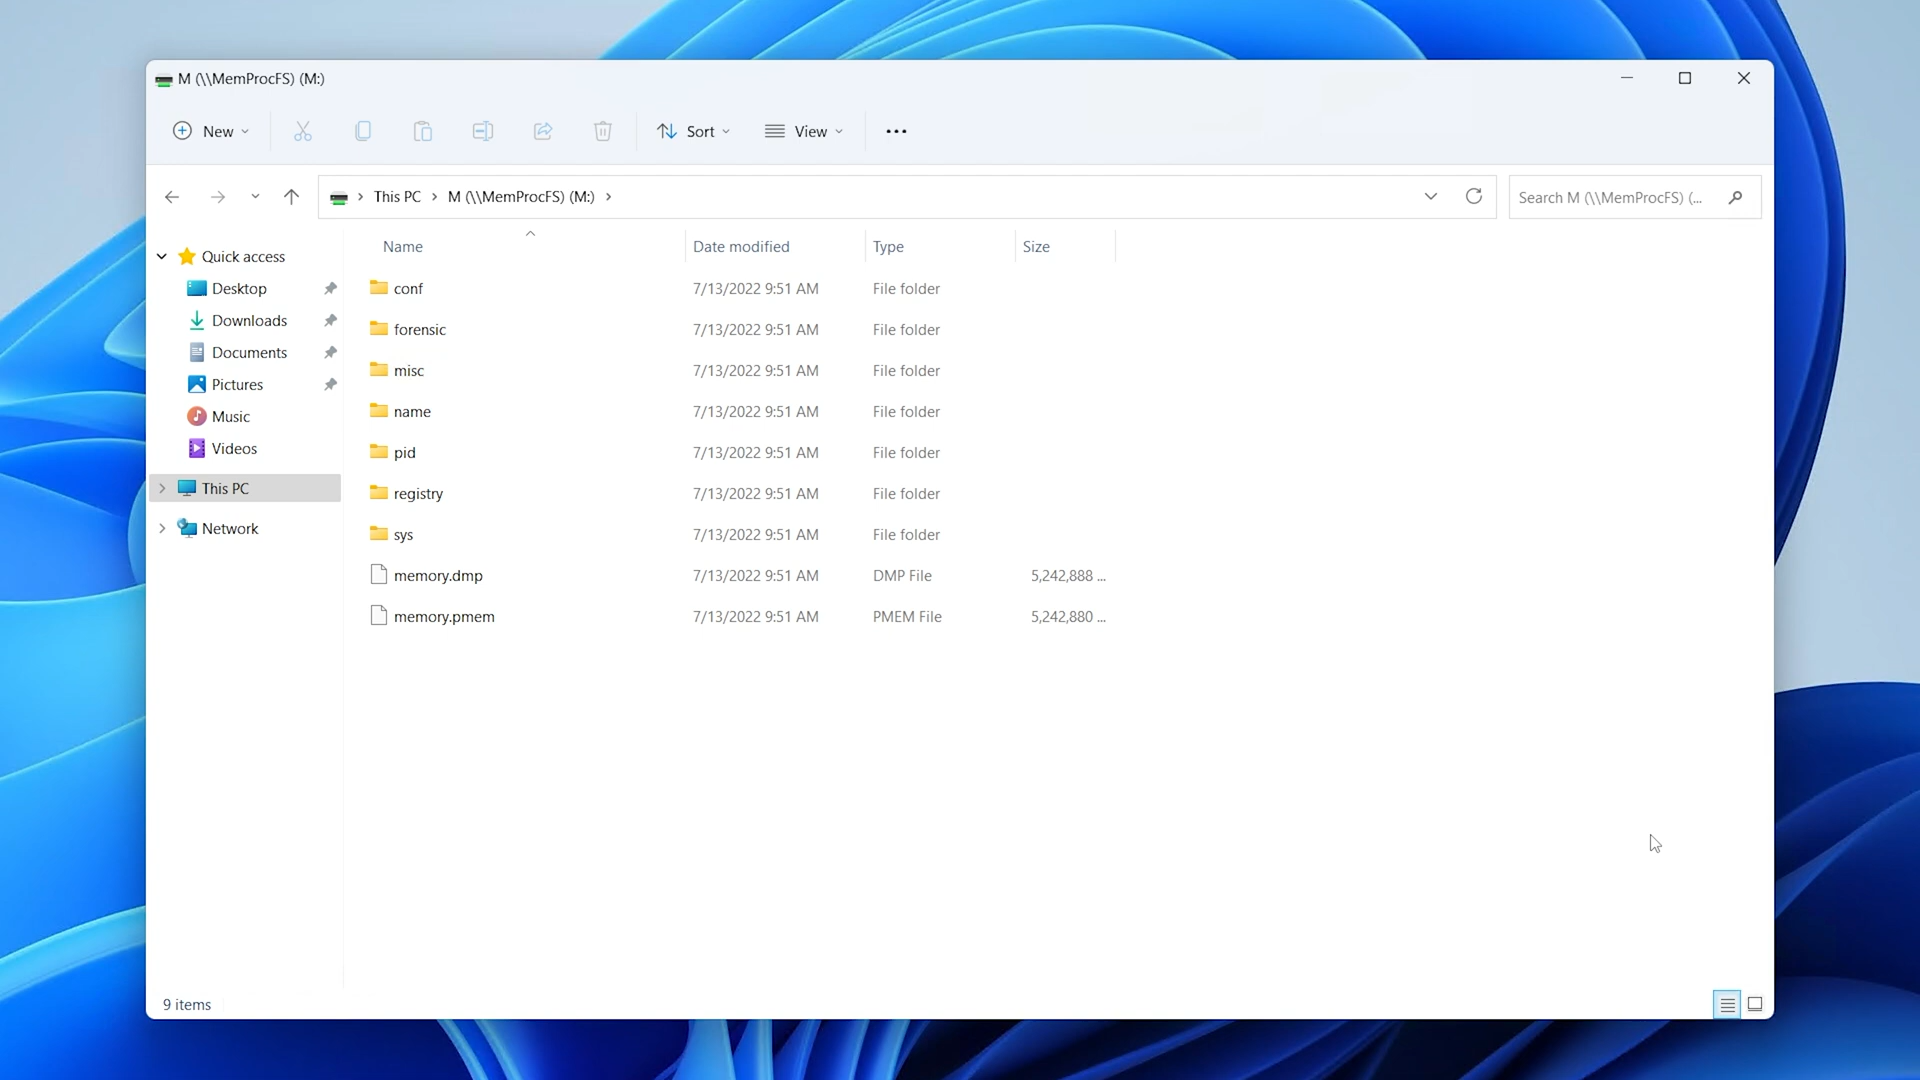 M (\\MemProcFS) (M:)
New Sort View
This PC M (\\MemProcFS) (M:) Search M (\\MemProcFS) (...
Name Date modified Type Size
Quick access
Desktop
Downloads
Documents
Pictures
Music
Videos
This PC
Network
conf 7/13/2022 9:51 AM File folder
forensic 7/13/2022 9:51 AM File folder
misc 7/13/2022 9:51 AM File folder
name 7/13/2022 9:51 AM File folder
pid 7/13/2022 9:51 AM File folder
registry 7/13/2022 9:51 AM File folder
sys 7/13/2022 9:51 AM File folder
memory.dmp 7/13/2022 9:51 AM DMP File 5,242,888 ...
memory.pmem 7/13/2022 9:51 AM PMEM File 5,242,880 ...
9 items